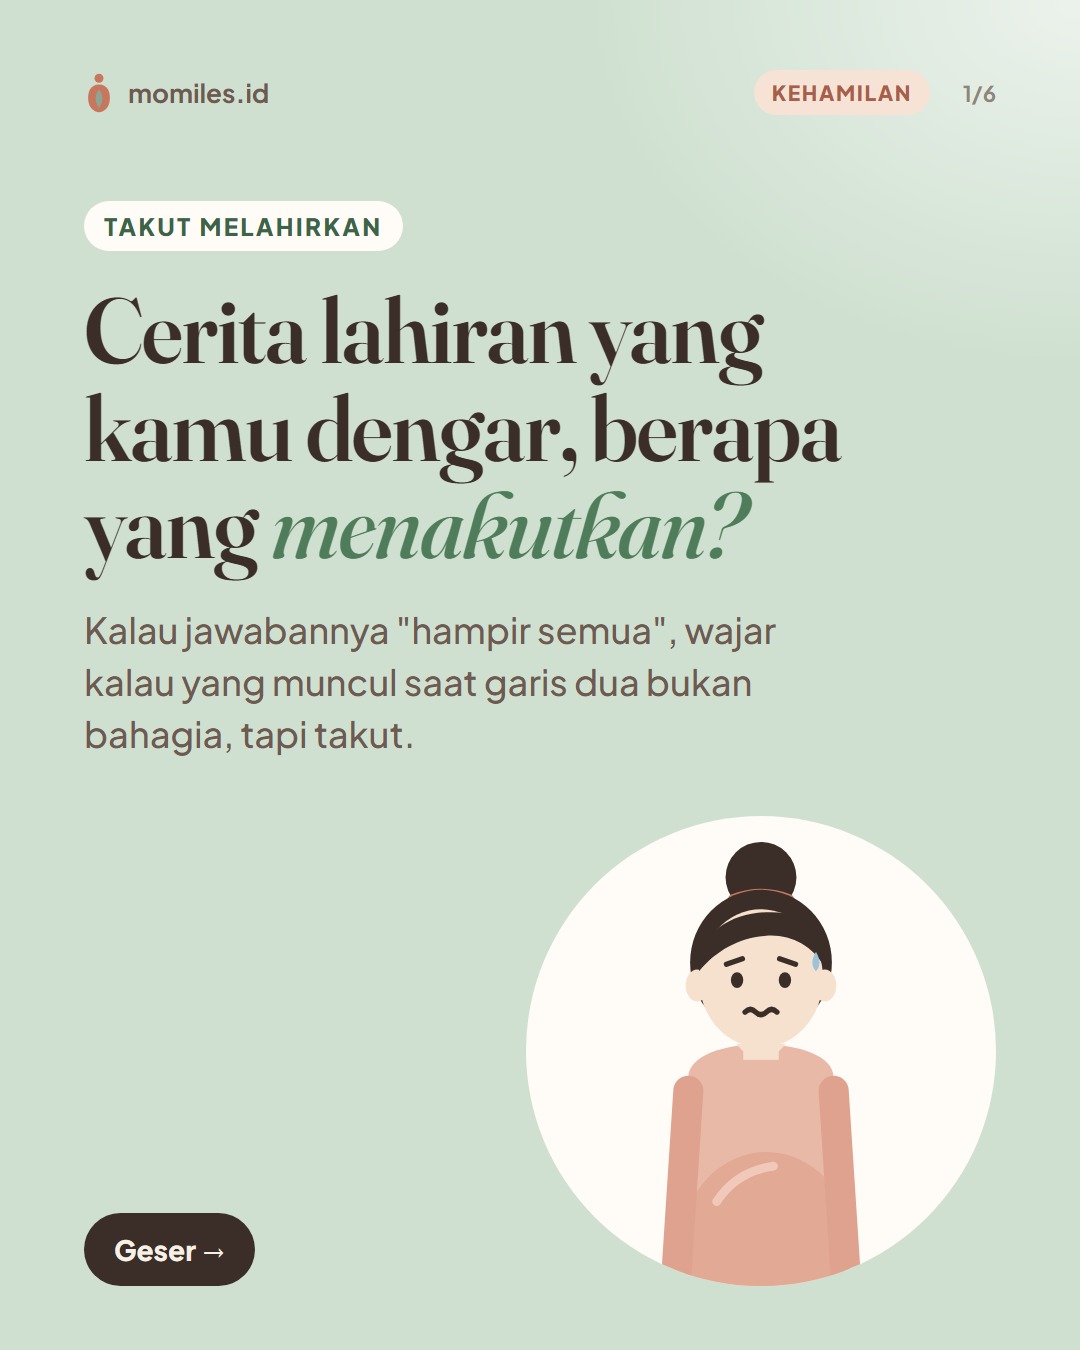 momiles.id
KEHAMILAN
1/6
TAKUT MELAHIRKAN
Cerita lahiran yang
kamu dengar, berapa
yang menakutkan?
Kalau jawabannya "hampir semua", wajar
kalau yang muncul saat garis dua bukan
bahagia, tapi takut.
Geser →